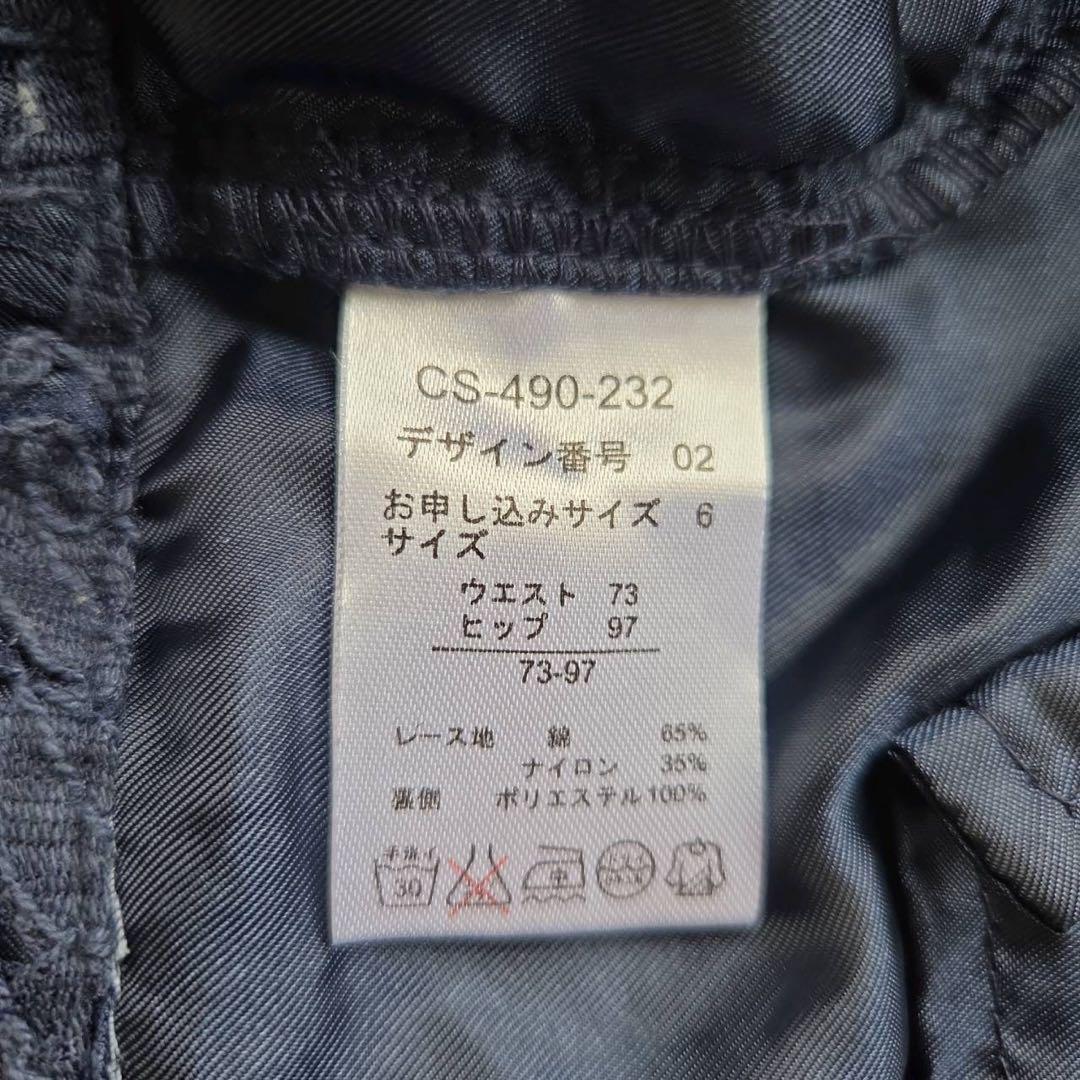 CS-490-232
デザイン番号 02
お申し込みサイズ 6
サイズ
ウエスト 73
ヒップ 97
73-97
レース地 綿 65%
ナイロン 35%
裏側 ポリエステル100%
手洗イ
30 中